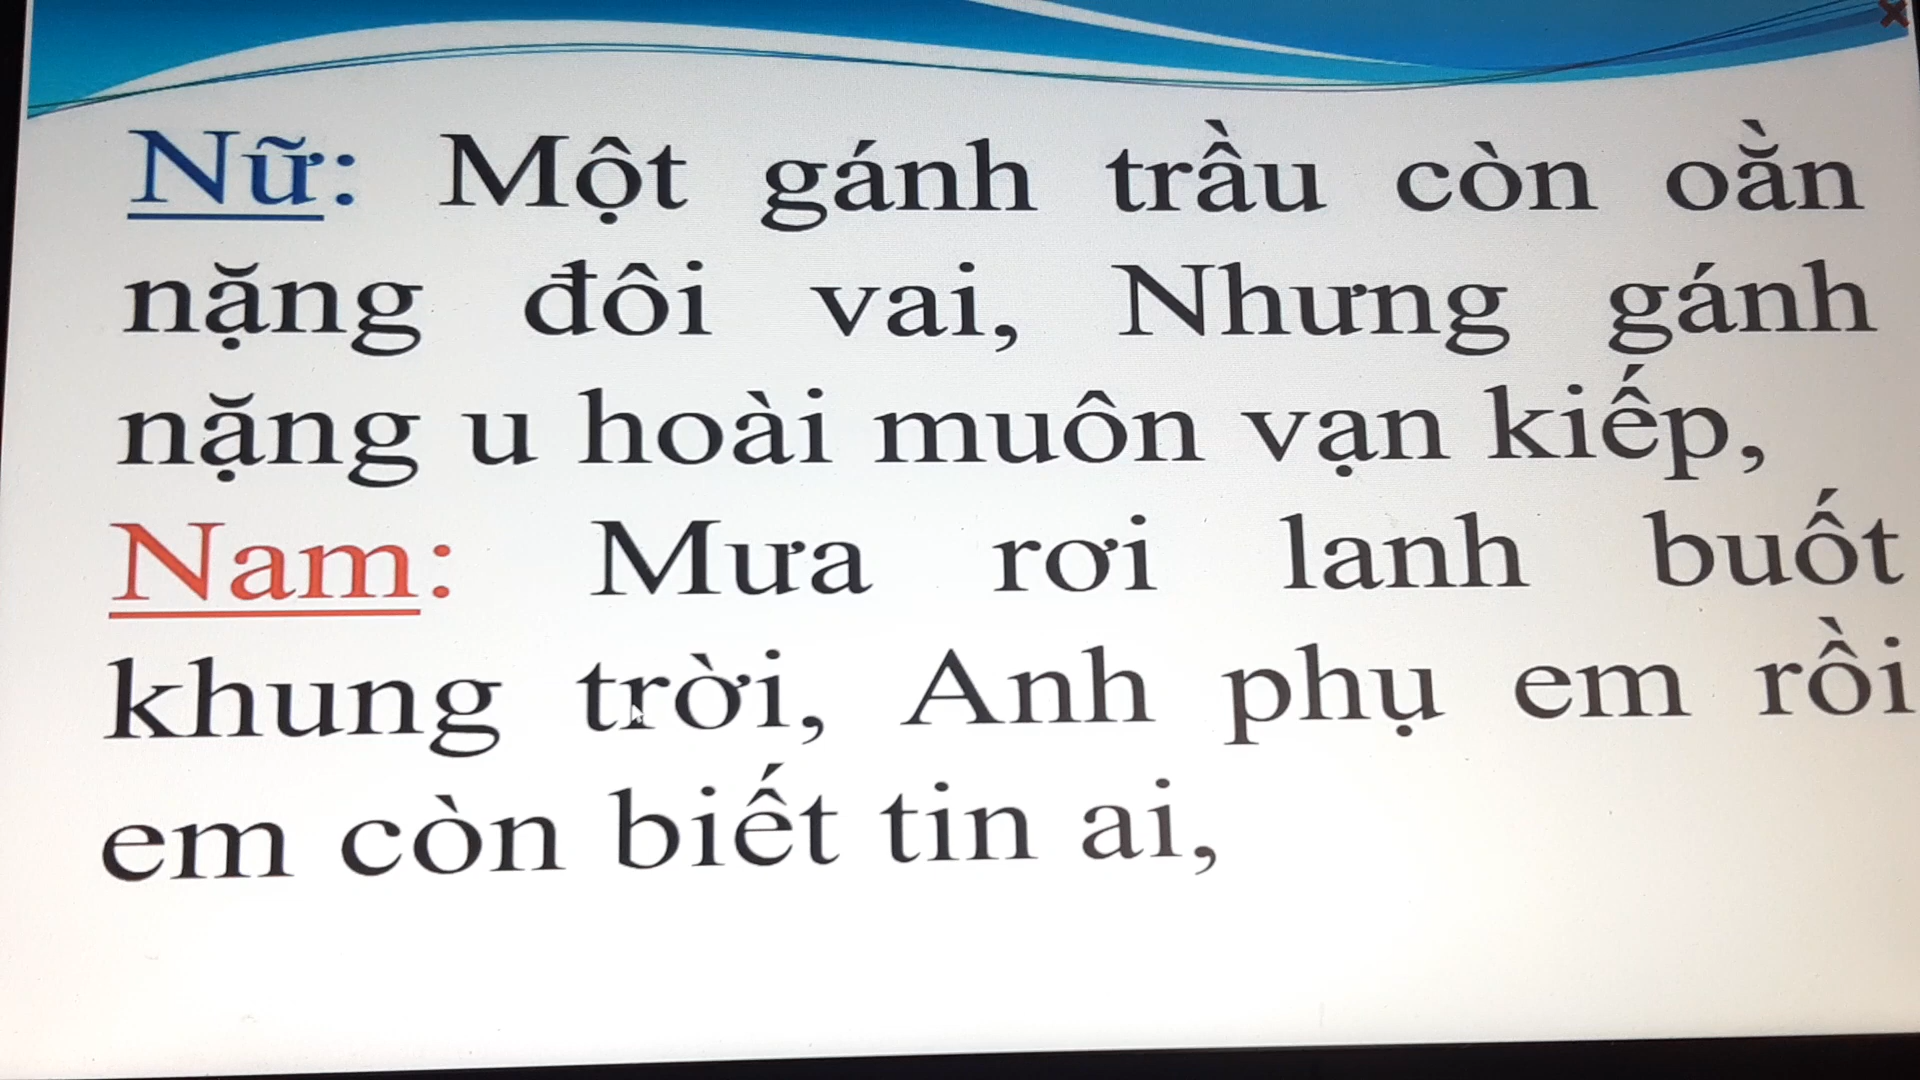 Nữ: Một gánh trầu còn oằn
nặng đôi vai, Nhưng gánh
nặng u hoài muôn vạn kiếp,
Nam: Mưa rơi lanh buốt
khung trời, Anh phụ em rồi
em còn biết tin ai,